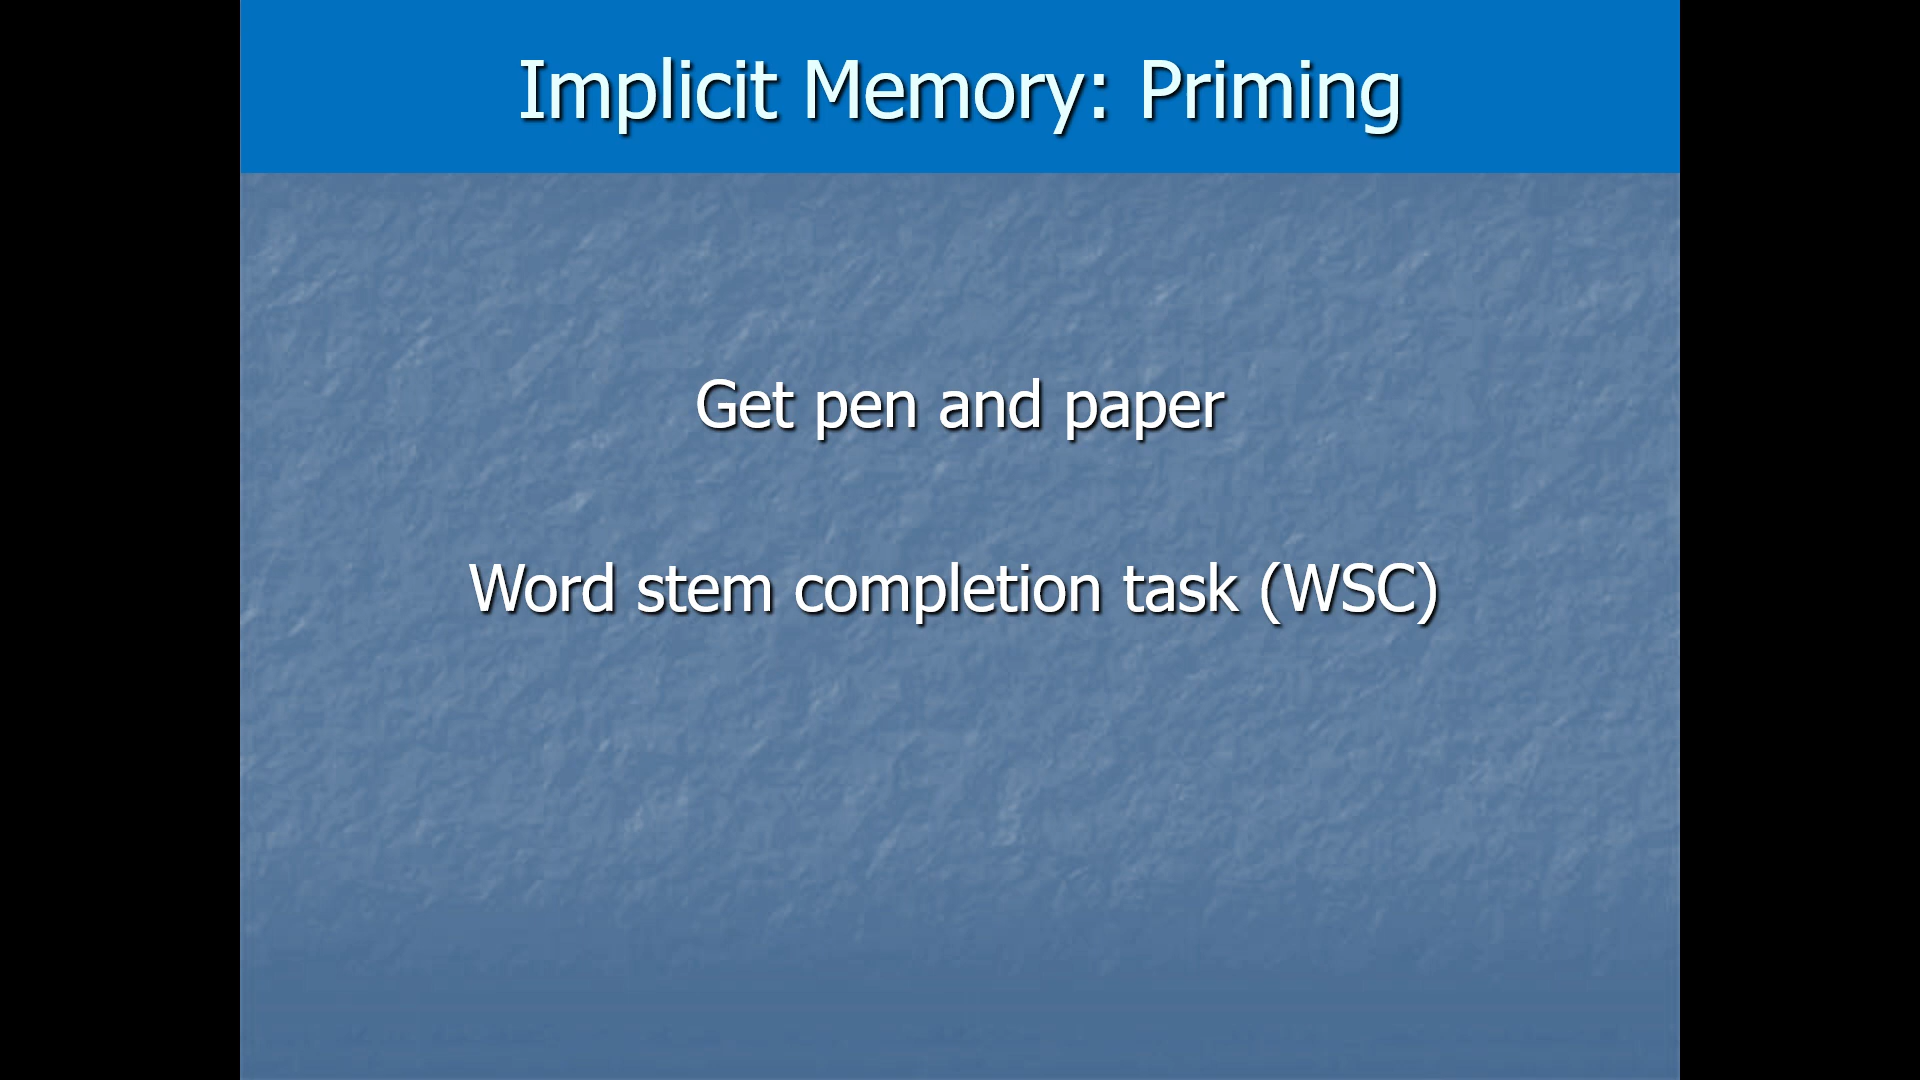 Implicit Memory: Priming
Get pen and paper
Word stem completion task (WSC)